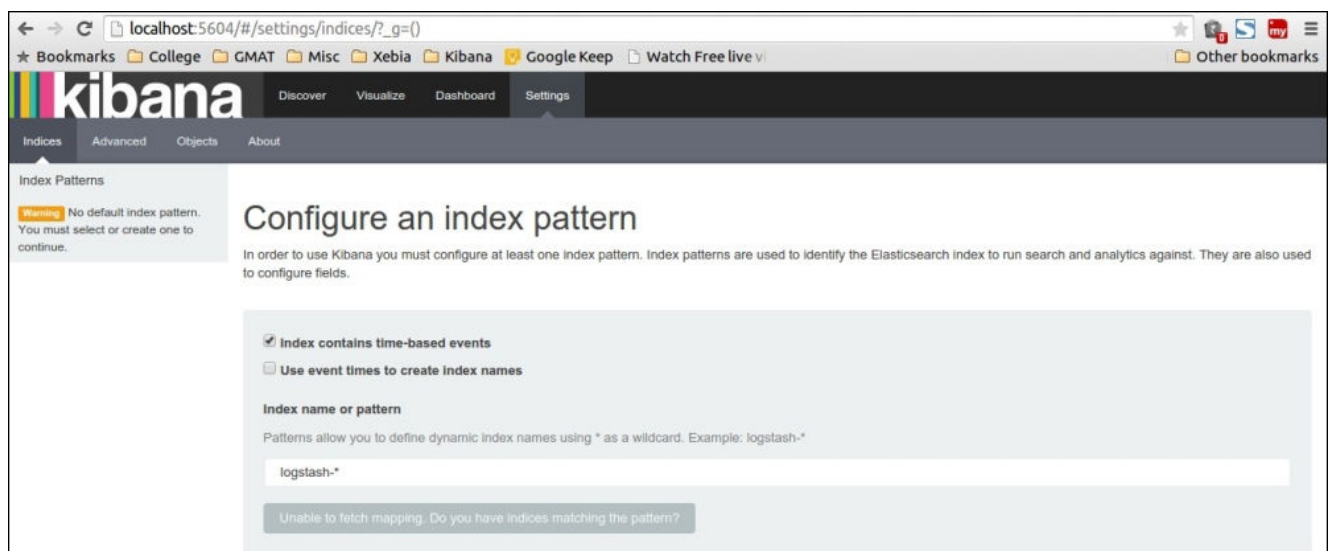 localhost:5604/#/settings/indices/?_g=()
Bookmarks College GMAT Misc Xebia Kibana Google Keep Watch Free live vi Other bookmarks
kibana Discover Visualize Dashboard Settings
Indices Advanced Objects About
Index Patterns
Warning No default index pattern.
You must select or create one to
continue.
Configure an index pattern
In order to use Kibana you must configure at least one index pattern. Index patterns are used to identify the Elasticsearch index to run search and analytics against. They are also used
to configure fields.
Index contains time-based events
Use event times to create index names
Index name or pattern
Patterns allow you to define dynamic index names using * as a wildcard. Example: logstash-*
logstash-*
Unable to fetch mapping. Do you have indices matching the pattern?